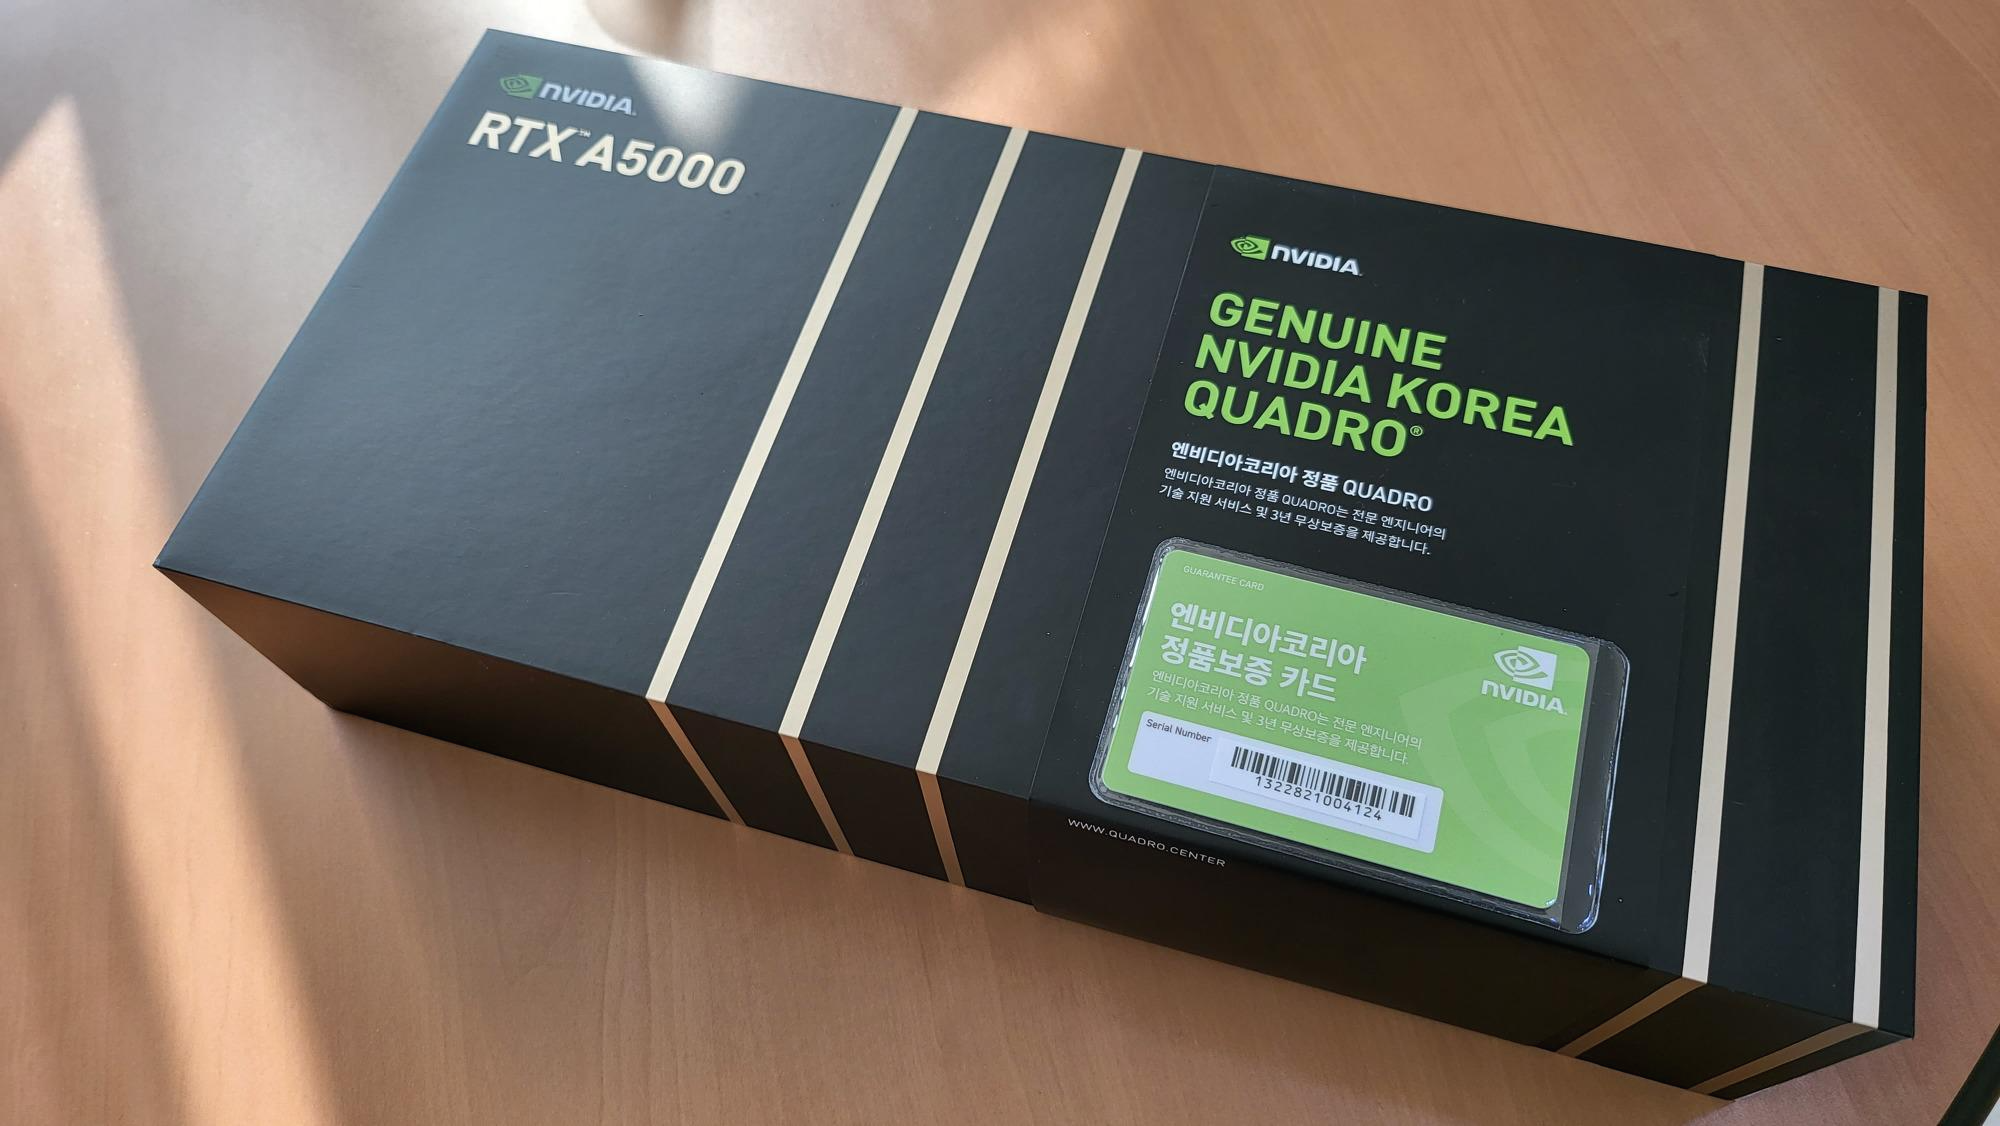 NVIDIA.
RTX™ A5000
NVIDIA.
GENUINE
NVIDIA KOREA
QUADRO®
엔비디아코리아 정품 QUADRO
엔비디아코리아 정품 QUADRO는 전문 엔지니어의
기술 지원 서비스 및 3년 무상보증을 제공합니다.
GUARANTEE CARD
엔비디아코리아
정품보증 카드
엔비디아코리아 정품 QUADRO는 전문 엔지니어의
기술 지원 서비스 및 3년 무상보증을 제공합니다.
NVIDIA.
Serial Number
1322821004124
WWW.QUADRO.CENTER